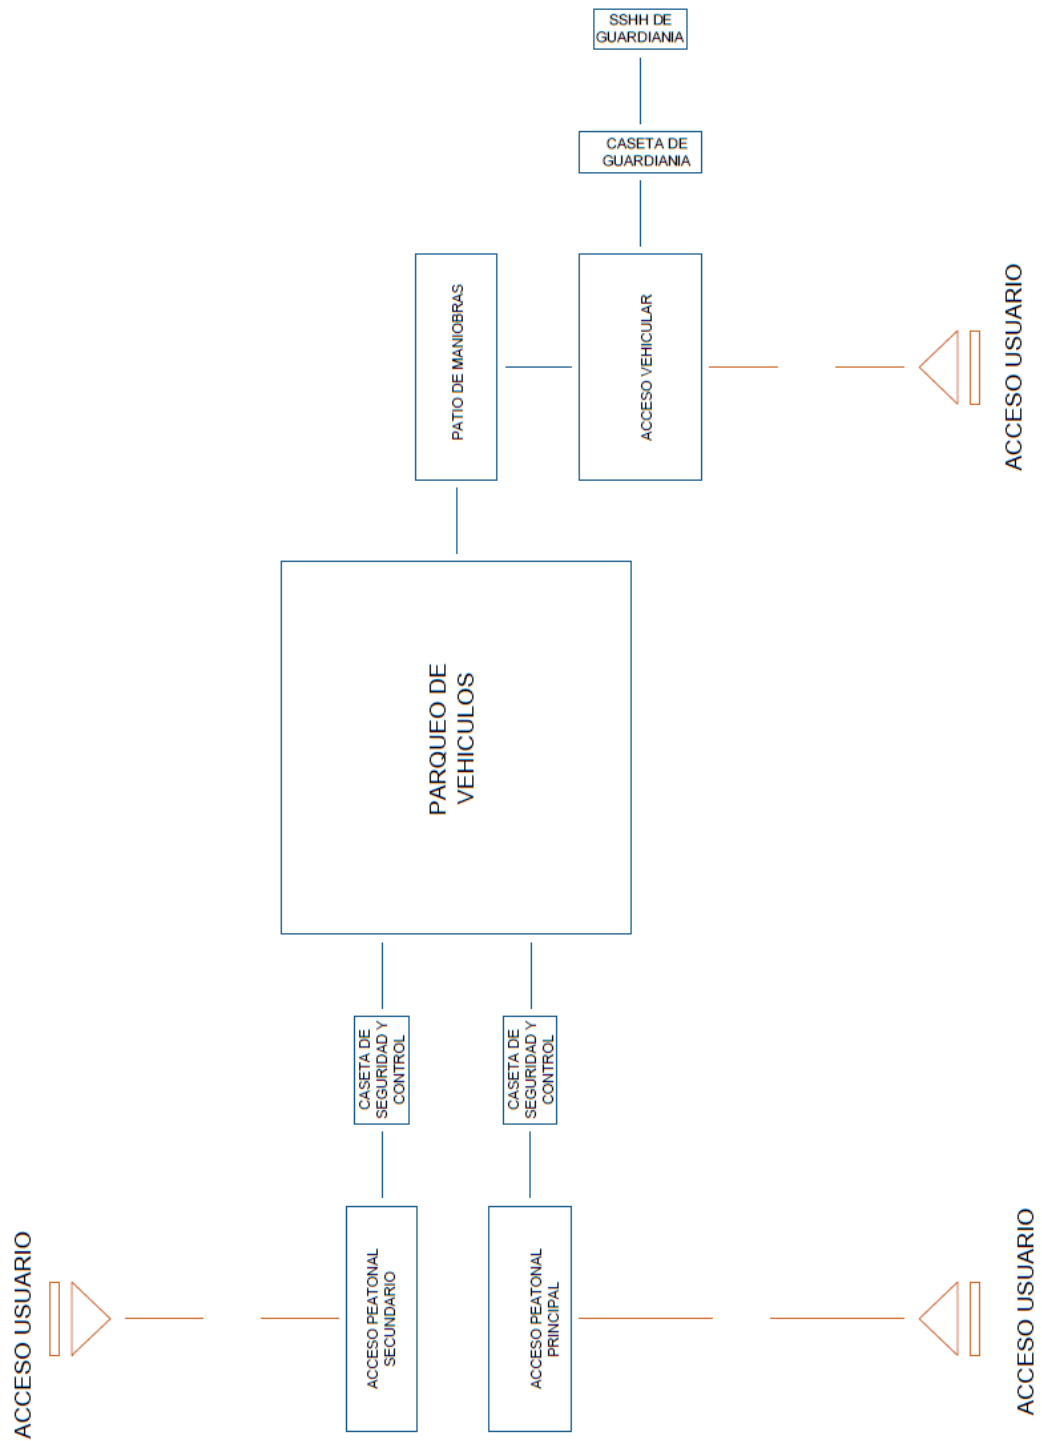 SSHH DE
GUARDIANIA
CASETA DE
GUARDIANIA
PATIO DE MANIOBRAS
ACCESO VEHICULAR
ACCESO USUARIO
PARQUEO DE
VEHICULOS
CASETA DE
SEGURIDAD Y
CONTROL
CASETA DE
SEGURIDAD Y
CONTROL
ACCESO USUARIO
ACCESO PEATONAL
SECUNDARIO
ACCESO PEATONAL
PRINCIPAL
ACCESO USUARIO